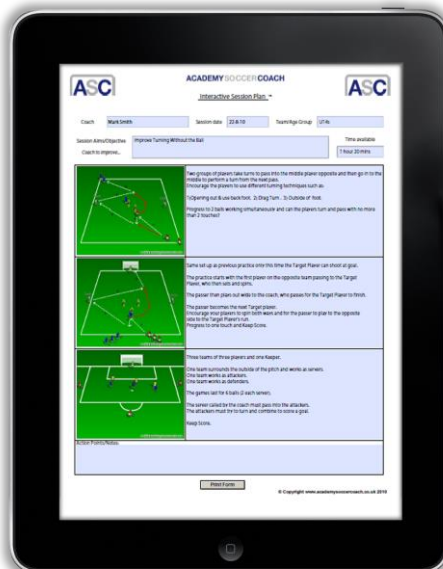 ASC
ACADEMYSOCCERCOACH
ASC
Interactive Session Plan ™
Coach
Mark Smith
Session date
22-8-10
Team/Age Group
U14s
Session Aims/Objectives
Coach to improve...
Improve Turning Without the Ball
Time available
1 hour 20 mins
Two groups of players take turns to pass into the middle player opposite and then go in to the
middle to perform a turn from the next pass.
Encourage the players to use different turning techniques such as:
1)Opening out & use back foot. 2) Drag Turn. 3) Outside of foot.
Progress to 2 balls working simultaneously and can the players turn and pass with no more
than 2 touches?
Same set up as previous practice only this time the Target Player can shoot at goal.
The practice starts with the first player on the opposite team passing to the Target
Player, who then sets and spins.
The passer then plays out wide to the coach, who passes for the Target Player to finish.
The passer becomes the next Target player.
Encourage your players to spin both ways and for the passer to play to the opposite
side to the Target Player's run.
Progress to one touch and Keep Score.
Three teams of three players and one Keeper.
One team surrounds the outside of the pitch and works as servers.
One team works as attackers.
One team works as defenders.
The games last for 6 balls (2 each server).
The server called by the coach must pass into the attackers.
The attackers must try to turn and combine to score a goal.
Keep Score.
Action Points/Notes:
Print Form
© Copyright www.academysoccercoach.co.uk 2010